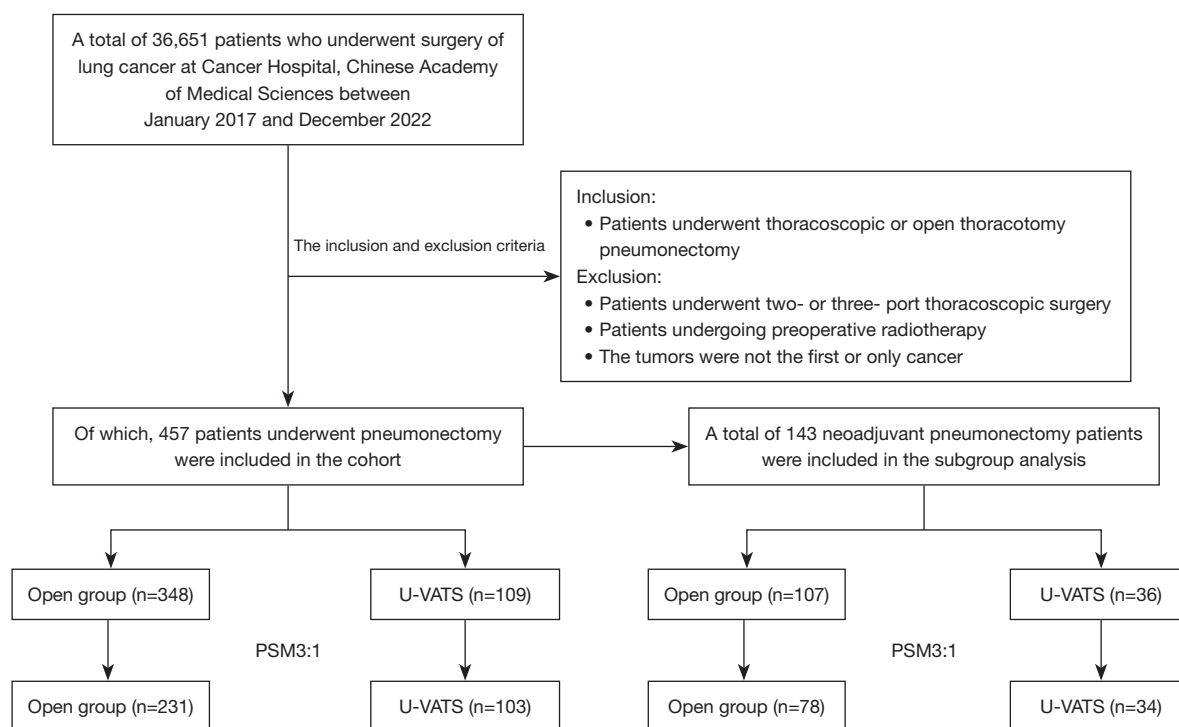 A total of 36,651 patients who underwent surgery of
lung cancer at Cancer Hospital, Chinese Academy
of Medical Sciences between
January 2017 and December 2022
The inclusion and exclusion criteria
Inclusion:
• Patients underwent thoracoscopic or open thoracotomy
pneumonectomy
Exclusion:
• Patients underwent two- or three- port thoracoscopic surgery
• Patients undergoing preoperative radiotherapy
• The tumors were not the first or only cancer
Of which, 457 patients underwent pneumonectomy
were included in the cohort
A total of 143 neoadjuvant pneumonectomy patients
were included in the subgroup analysis
Open group (n=348)
U-VATS (n=109)
Open group (n=107)
U-VATS (n=36)
PSM3:1
PSM3:1
Open group (n=231)
U-VATS (n=103)
Open group (n=78)
U-VATS (n=34)